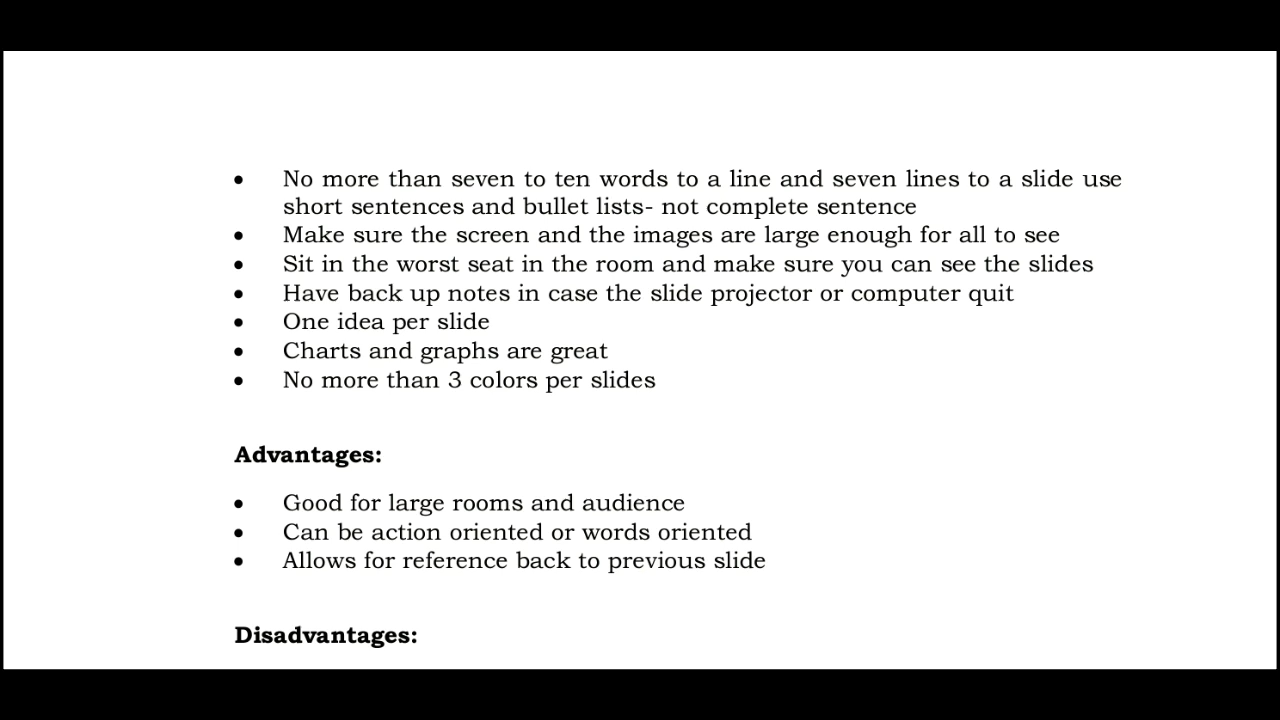 • No more than seven to ten words to a line and seven lines to a slide use
short sentences and bullet lists- not complete sentence
• Make sure the screen and the images are large enough for all to see
• Sit in the worst seat in the room and make sure you can see the slides
• Have back up notes in case the slide projector or computer quit
• One idea per slide
• Charts and graphs are great
• No more than 3 colors per slides
Advantages:
• Good for large rooms and audience
• Can be action oriented or words oriented
• Allows for reference back to previous slide
Disadvantages: